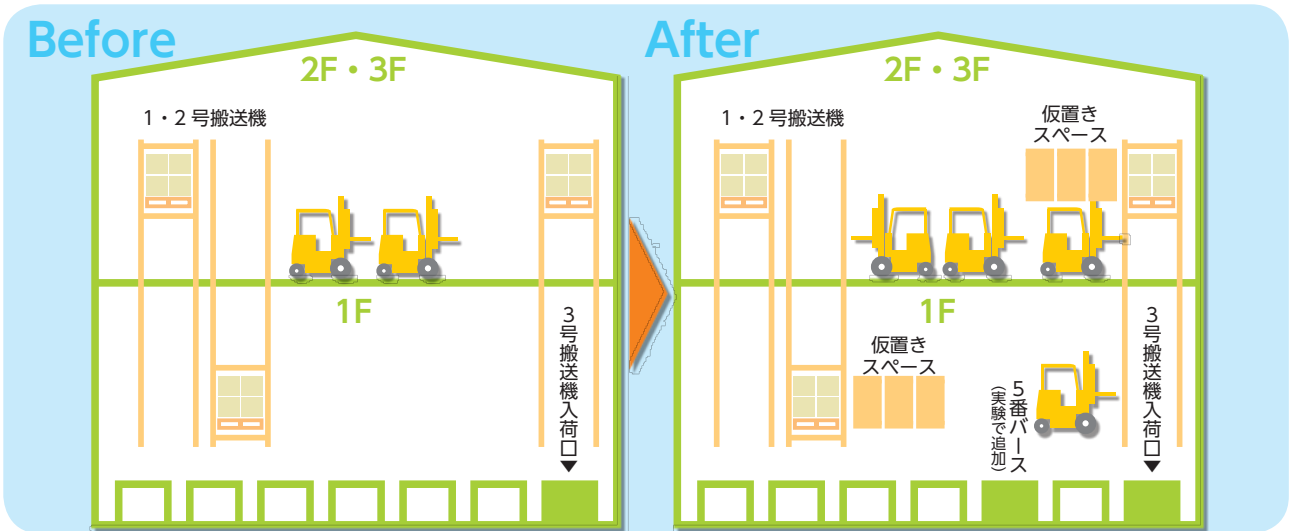 Before
2F・3F
1・2号搬送機
1F
3号搬送機入荷口▼
After
2F・3F
1・2号搬送機
仮置き
スペース
1F
仮置き
スペース
5番バース
（実験で追加）
3号搬送機入荷口▼